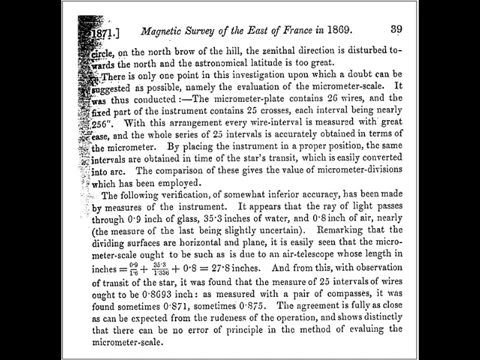 1871.] Magnetic Survey of the East of France in 1869. 39
circle, on the north brow of the hill, the zenithal direction is disturbed to-
wards the north and the astronomical latitude is too great.
There is only one point in this investigation upon which a doubt can be
suggested as possible, namely the evaluation of the micrometer-scale. It
was thus conducted :—The micrometer-plate contains 26 wires, and the
fixed part of the instrument contains 25 crosses, each interval being nearly
256". With this arrangement every wire-interval is measured with great
ease, and the whole series of 25 intervals is accurately obtained in terms of
the micrometer. By placing the instrument in a proper position, the same
intervals are obtained in time of the star's transit, which is easily converted
into arc. The comparison of these gives the value of micrometer-divisions
which has been employed.
The following verification, of somewhat inferior accuracy, has been made
by measures of the instrument. It appears that the ray of light passes
through 0·9 inch of glass, 35·3 inches of water, and 0·8 inch of air, nearly
(the measure of the last being slightly uncertain). Remarking that the
dividing surfaces are horizontal and plane, it is easily seen that the micro-
meter-scale ought to be such as is due to an air-telescope whose length in
inches = 0·9/1·6 + 35·3/1·336 + 0·8 = 27·8 inches. And from this, with observation
of transit of the star, it was found that the measure of 25 intervals of wires
ought to be 0·8693 inch: as measured with a pair of compasses, it was
found sometimes 0·871, sometimes 0·875. The agreement is fully as close
as can be expected from the rudeness of the operation, and shows distinctly
that there can be no error of principle in the method of evaluing the
micrometer-scale.